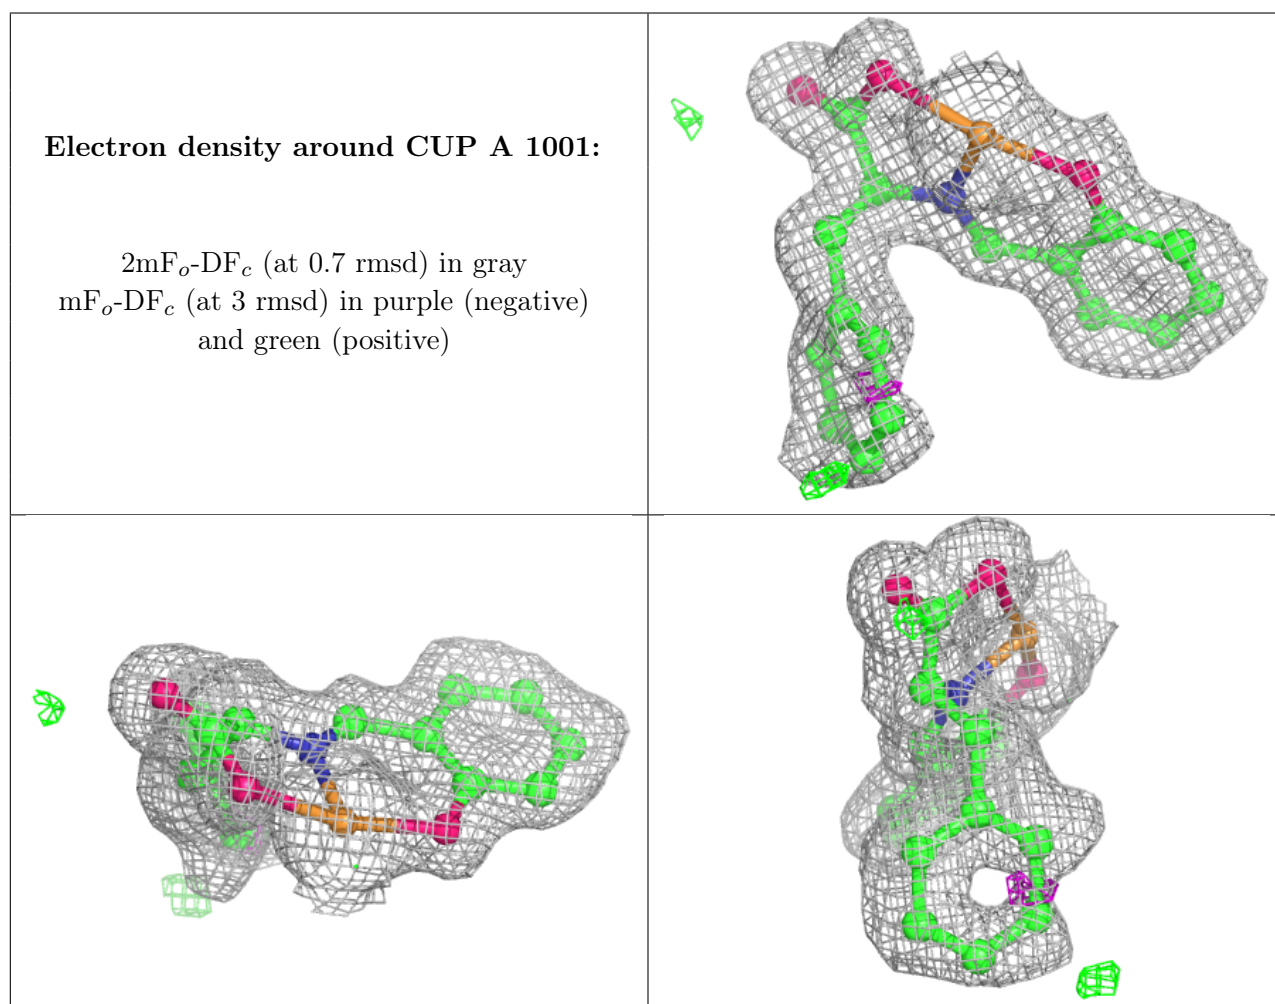 Electron density around CUP A 1001:
2mFo-DFc (at 0.7 rmsd) in gray
mFo-DFc (at 3 rmsd) in purple (negative)
and green (positive)